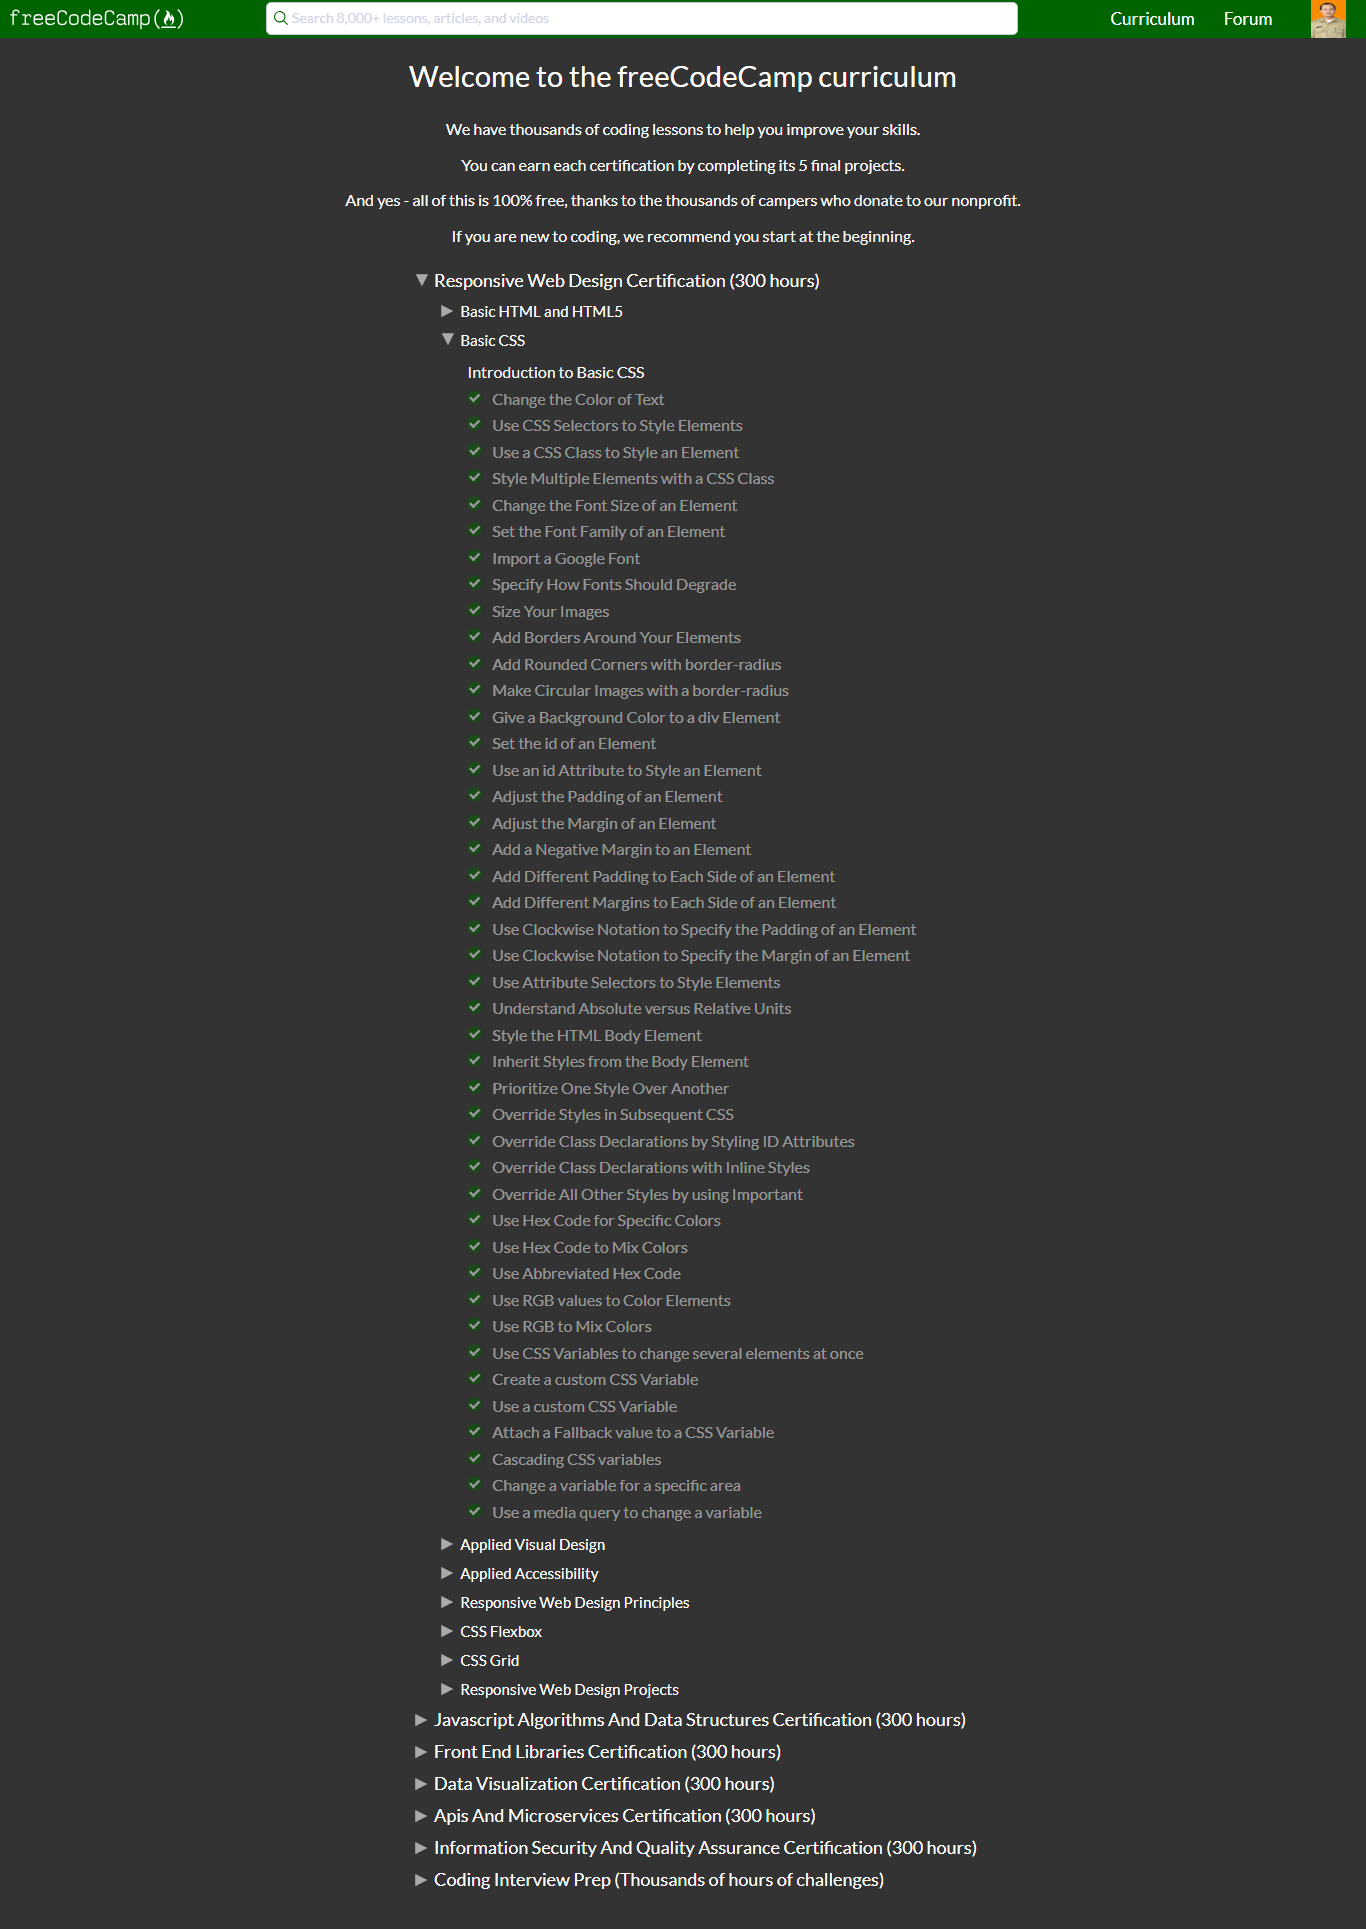 freeCodeCamp
Search 8,000+ lessons, articles, and videos
Curriculum
Forum
Welcome to the freeCodeCamp curriculum
We have thousands of coding lessons to help you improve your skills.
You can earn each certification by completing its 5 final projects.
And yes - all of this is 100% free, thanks to the thousands of campers who donate to our nonprofit.
If you are new to coding, we recommend you start at the beginning.
Responsive Web Design Certification (300 hours)
Basic HTML and HTML5
Basic CSS
Introduction to Basic CSS
Change the Color of Text
Use CSS Selectors to Style Elements
Use a CSS Class to Style an Element
Style Multiple Elements with a CSS Class
Change the Font Size of an Element
Set the Font Family of an Element
Import a Google Font
Specify How Fonts Should Degrade
Size Your Images
Add Borders Around Your Elements
Add Rounded Corners with border-radius
Make Circular Images with a border-radius
Give a Background Color to a div Element
Set the id of an Element
Use an id Attribute to Style an Element
Adjust the Padding of an Element
Adjust the Margin of an Element
Add a Negative Margin to an Element
Add Different Padding to Each Side of an Element
Add Different Margins to Each Side of an Element
Use Clockwise Notation to Specify the Padding of an Element
Use Clockwise Notation to Specify the Margin of an Element
Use Attribute Selectors to Style Elements
Understand Absolute versus Relative Units
Style the HTML Body Element
Inherit Styles from the Body Element
Prioritize One Style Over Another
Override Styles in Subsequent CSS
Override Class Declarations by Styling ID Attributes
Override Class Declarations with Inline Styles
Override All Other Styles by using Important
Use Hex Code for Specific Colors
Use Hex Code to Mix Colors
Use Abbreviated Hex Code
Use RGB values to Color Elements
Use RGB to Mix Colors
Use CSS Variables to change several elements at once
Create a custom CSS Variable
Use a custom CSS Variable
Attach a Fallback value to a CSS Variable
Cascading CSS variables
Change a variable for a specific area
Use a media query to change a variable
Applied Visual Design
Applied Accessibility
Responsive Web Design Principles
CSS Flexbox
CSS Grid
Responsive Web Design Projects
Javascript Algorithms And Data Structures Certification (300 hours)
Front End Libraries Certification (300 hours)
Data Visualization Certification (300 hours)
Apis And Microservices Certification (300 hours)
Information Security And Quality Assurance Certification (300 hours)
Coding Interview Prep (Thousands of hours of challenges)